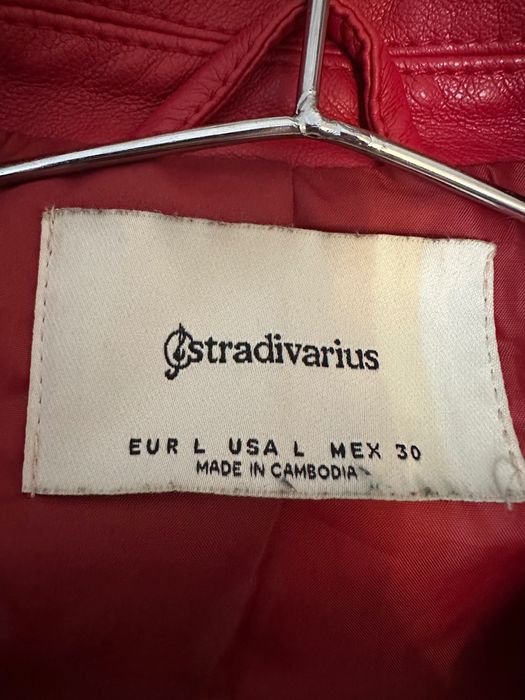 stradivarius
EUR L USA L MEX 30
MADE IN CAMBODIA